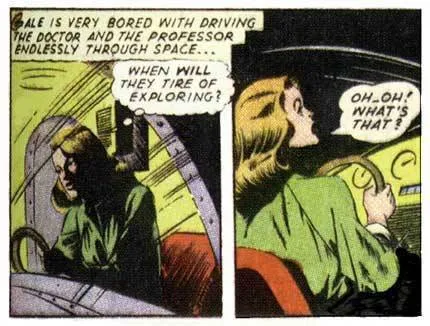 GALE IS VERY BORED WITH DRIVING
THE DOCTOR AND THE PROFESSOR
ENDLESSLY THROUGH SPACE...
WHEN WILL
THEY TIRE OF
EXPLORING?
OH-OH!
WHAT'S
THAT?